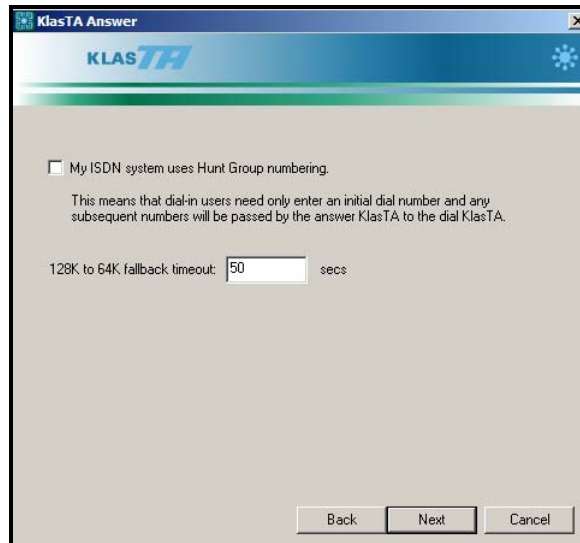 KlasTA Answer
KLASTA
My ISDN system uses Hunt Group numbering.
This means that dial-in users need only enter an initial dial number and any
subsequent numbers will be passed by the answer KlasTA to the dial KlasTA.
128K to 64K fallback timeout: 50 secs
Back Next Cancel